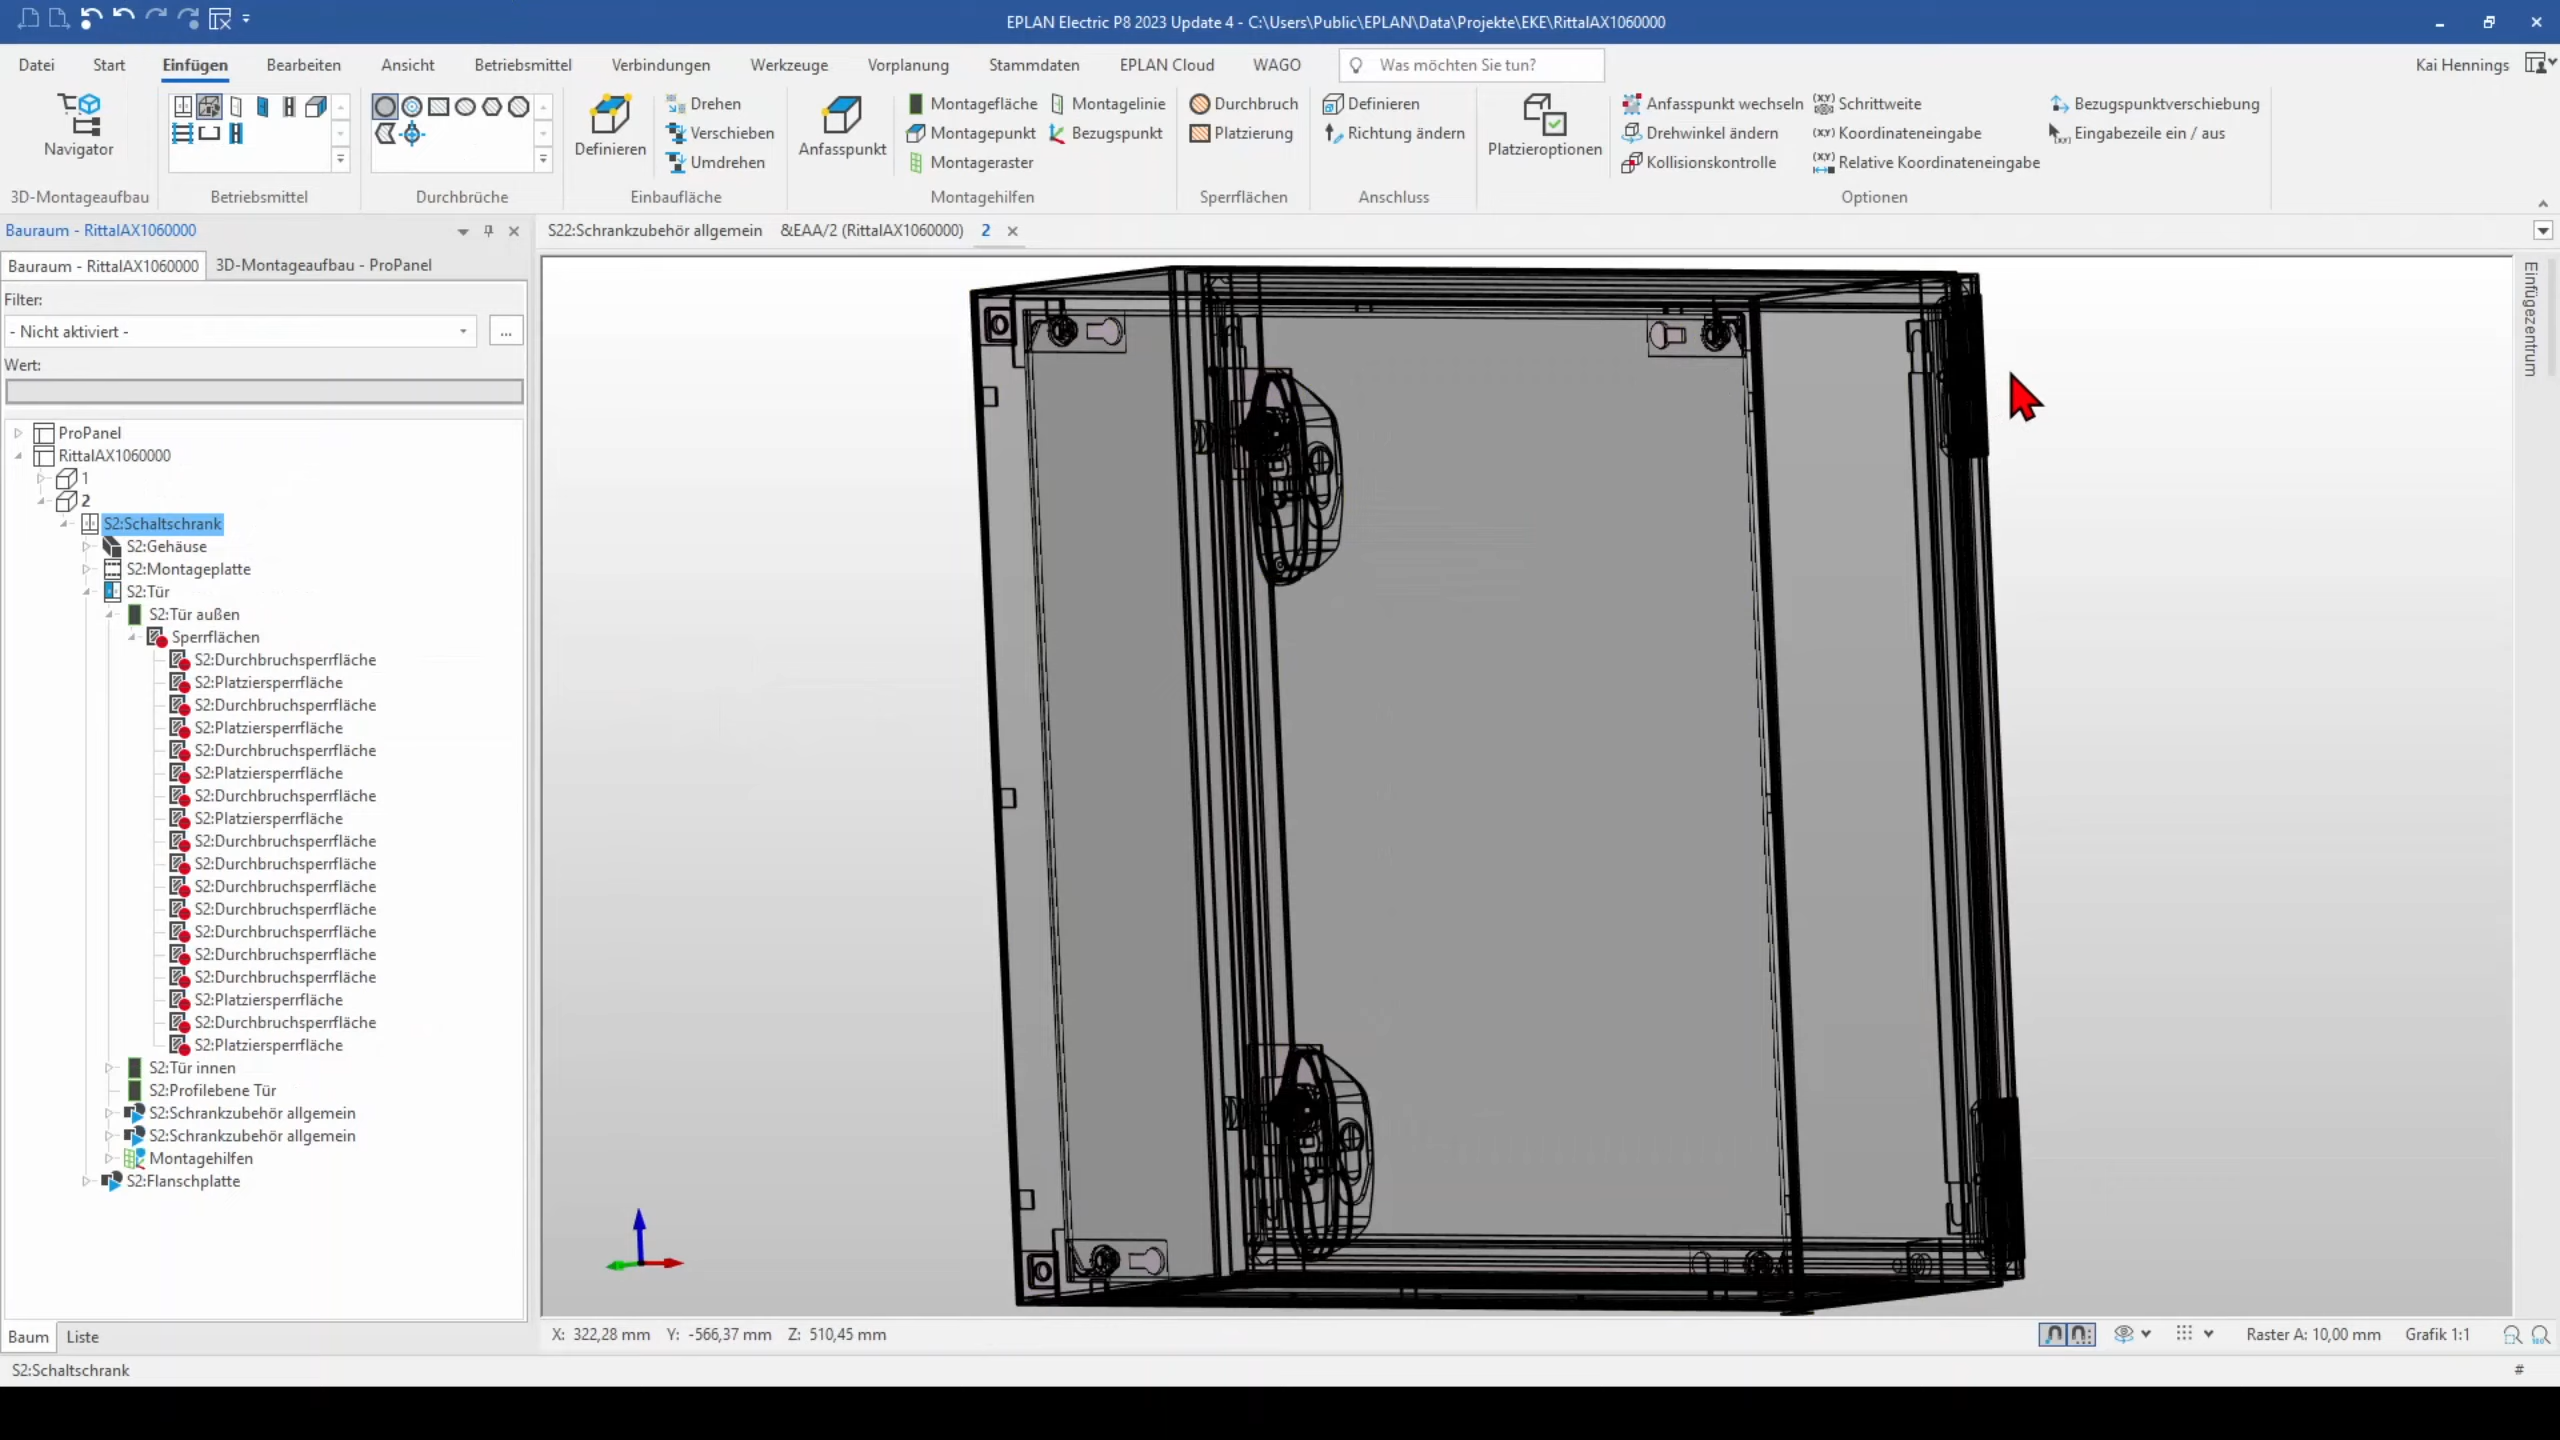 EPLAN Electric P8 2023 Update 4 - C:\Users\Public\EPLAN\Data\Projekte\EKE\RittalAX1060000
Datei Start Einfügen Bearbeiten Ansicht Betriebsmittel Verbindungen Werkzeuge Vorplanung Stammdaten EPLAN Cloud WAGO Was möchten Sie tun? Kai Hennings
Navigator
3D-Montageaufbau
Betriebsmittel
Durchbrüche
Definieren
Drehen
Verschieben
Umdrehen
Einbaufläche
Anfasspunkt
Montagefläche Montagelinie
Montagepunkt Bezugspunkt
Montageraster
Montagehilfen
Durchbruch
Platzierung
Sperrflächen
Definieren
Richtung ändern
Anschluss
Platzieroptionen
Anfasspunkt wechseln (X,Y) Schrittweite Bezugspunktverschiebung
Drehwinkel ändern (X,Y) Koordinateneingabe (X,Y) Eingabezeile ein / aus
Kollisionskontrolle (X,Y) Relative Koordinateneingabe
Optionen
Bauraum - RittalAX1060000
S22:Schrankzubehör allgemein &EAA/2 (RittalAX1060000) 2
Bauraum - RittalAX1060000 3D-Montageaufbau - ProPanel
Filter:
- Nicht aktiviert - ...
Wert:
ProPanel
RittalAX1060000
1
2
S2:Schaltschrank
S2:Gehäuse
S2:Montageplatte
S2:Tür
S2:Tür außen
Sperrflächen
S2:Durchbruchsperrfläche
S2:Platziersperrfläche
S2:Durchbruchsperrfläche
S2:Platziersperrfläche
S2:Durchbruchsperrfläche
S2:Platziersperrfläche
S2:Durchbruchsperrfläche
S2:Platziersperrfläche
S2:Durchbruchsperrfläche
S2:Durchbruchsperrfläche
S2:Durchbruchsperrfläche
S2:Durchbruchsperrfläche
S2:Durchbruchsperrfläche
S2:Durchbruchsperrfläche
S2:Durchbruchsperrfläche
S2:Platziersperrfläche
S2:Durchbruchsperrfläche
S2:Platziersperrfläche
S2:Tür innen
S2:Profilebene Tür
S2:Schrankzubehör allgemein
S2:Schrankzubehör allgemein
Montagehilfen
S2:Flanschplatte
Einfügezentrum
Baum Liste
X: 322,28 mm Y: -566,37 mm Z: 510,45 mm
Raster A: 10,00 mm Grafik 1:1
S2:Schaltschrank #